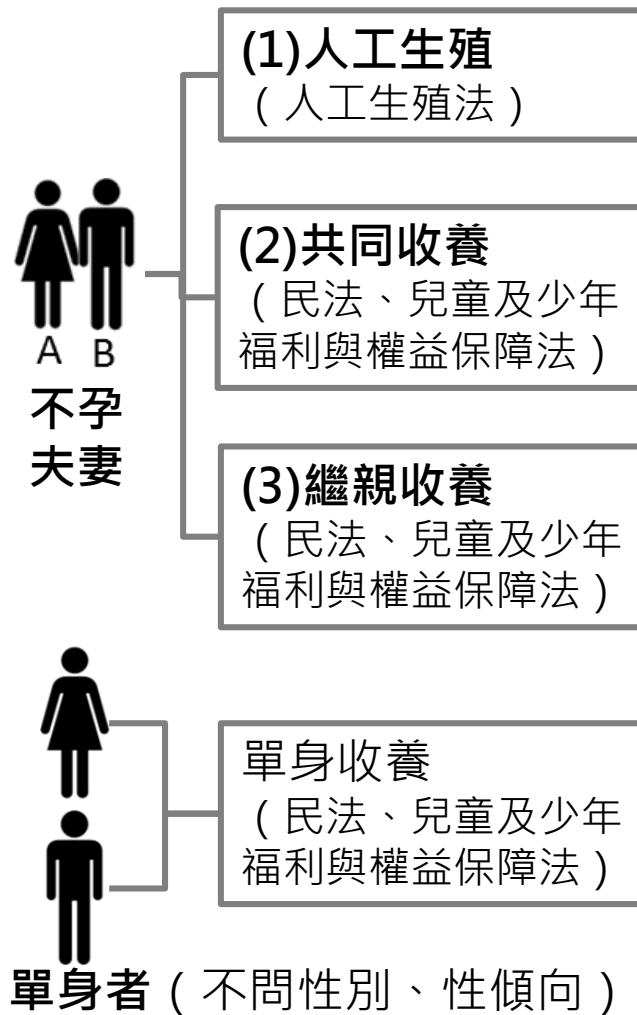 (1)人工生殖
（人工生殖法）
(2)共同收養
（民法、兒童及少年
福利與權益保障法）
A B
不孕
夫妻
(3)繼親收養
（民法、兒童及少年
福利與權益保障法）
單身收養
（民法、兒童及少年
福利與權益保障法）
單身者（不問性別、性傾向）